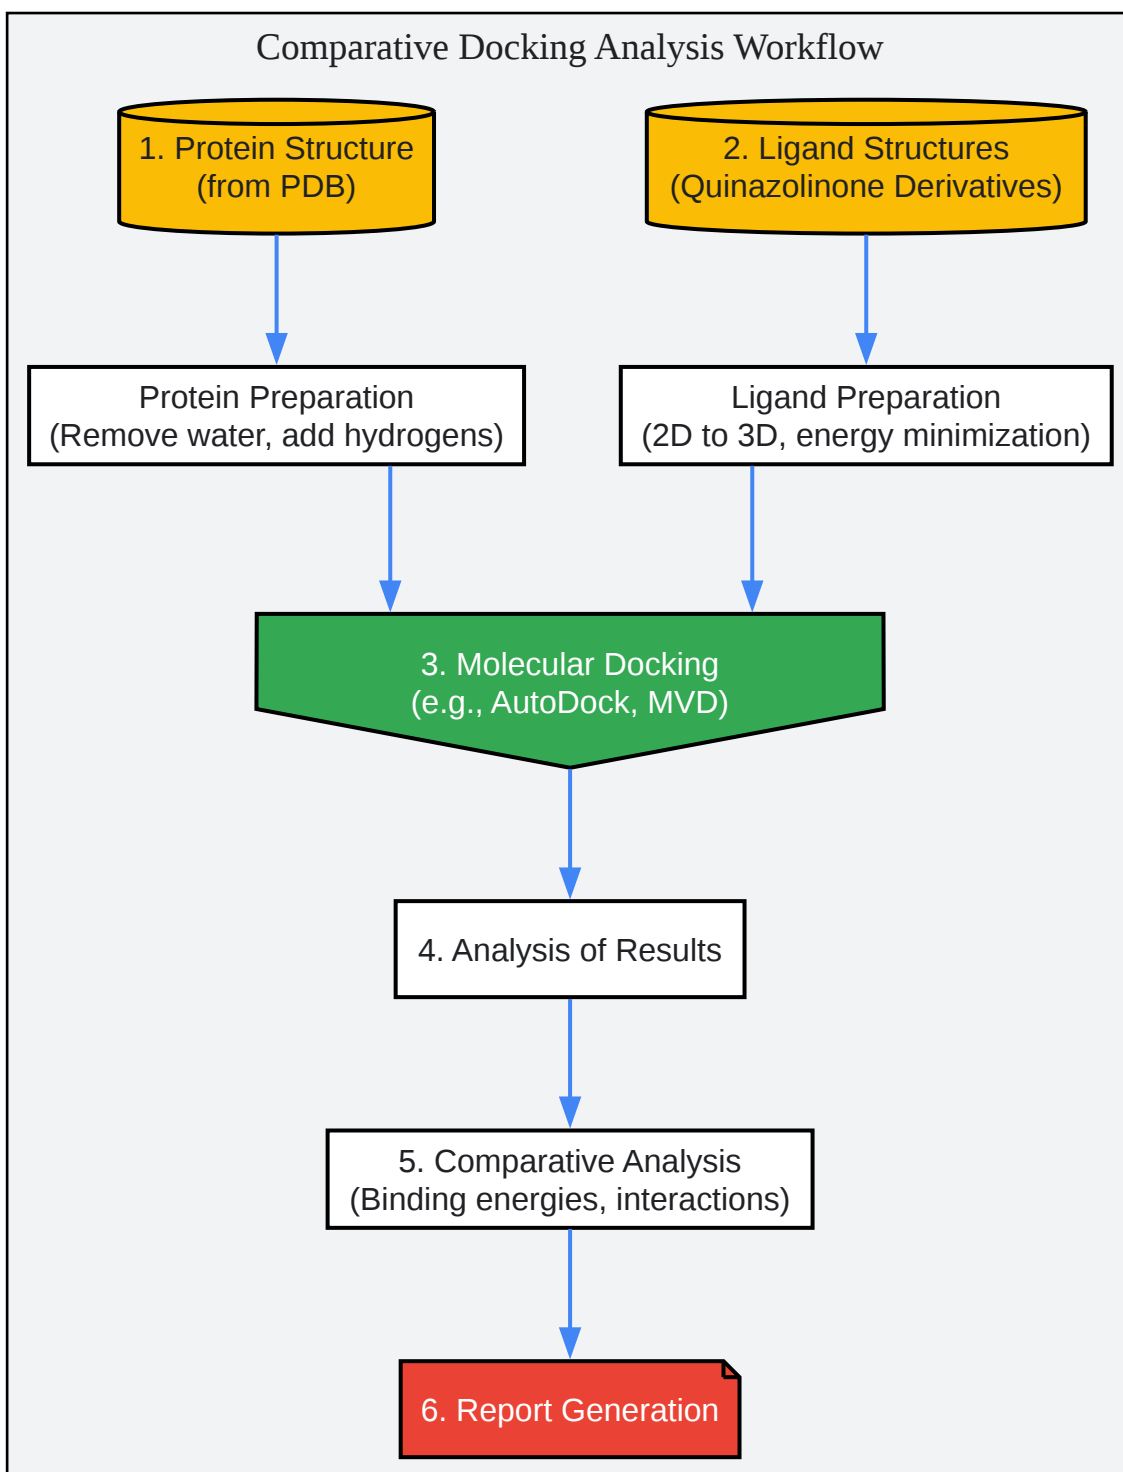 Comparative Docking Analysis Workflow
1. Protein Structure
(from PDB)
2. Ligand Structures
(Quinazolinone Derivatives)
Protein Preparation
(Remove water, add hydrogens)
Ligand Preparation
(2D to 3D, energy minimization)
3. Molecular Docking
(e.g., AutoDock, MVD)
4. Analysis of Results
5. Comparative Analysis
(Binding energies, interactions)
6. Report Generation